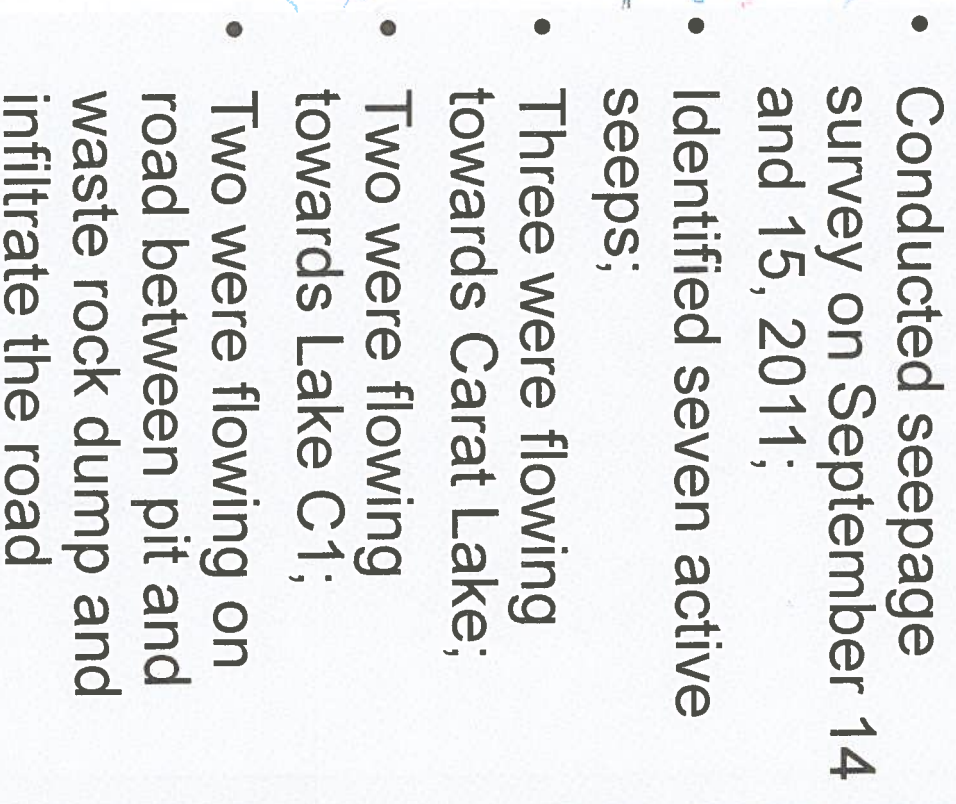 • Conducted seepage
survey on September 14
and 15, 2011;
• Identified seven active
seeps;
• Three were flowing
towards Carat Lake;
• Two were flowing
towards Lake C1;
• Two were flowing on
road between pit and
waste rock dump and
infiltrate the road